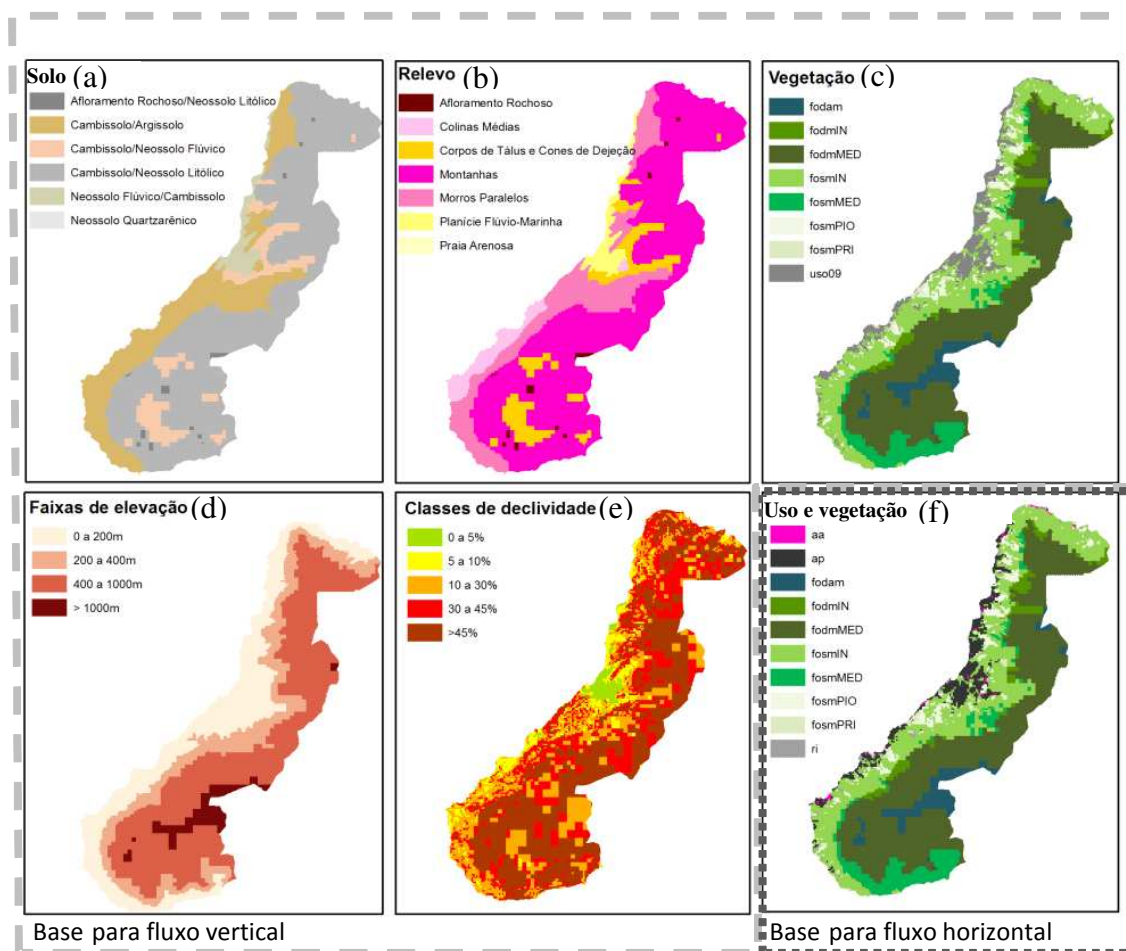 Solo (a)
Afloramento Rochoso/Neossolo Litólico
Cambissolo/Argissolo
Cambissolo/Neossolo Flúvico
Cambissolo/Neossolo Litólico
Neossolo Flúvico/Cambissolo
Neossolo Quartzarênico
Relevo (b)
Afloramento Rochoso
Colinas Médias
Corpos de Tálus e Cones de Dejeção
Montanhas
Morros Paralelos
Planície Flúvio-Marinha
Praia Arenosa
Vegetação (c)
fodam
fodmIN
fodmMED
fosmIN
fosmMED
fosmPIO
fosmPRI
uso09
Faixas de elevação (d)
0 a 200m
200 a 400m
400 a 1000m
> 1000m
Classes de declividade (e)
0 a 5%
5 a 10%
10 a 30%
30 a 45%
>45%
Uso e vegetação (f)
aa
ap
fodam
fodmIN
fodmMED
fosmIN
fosmMED
fosmPIO
fosmPRI
ri
Base para fluxo vertical
Base para fluxo horizontal